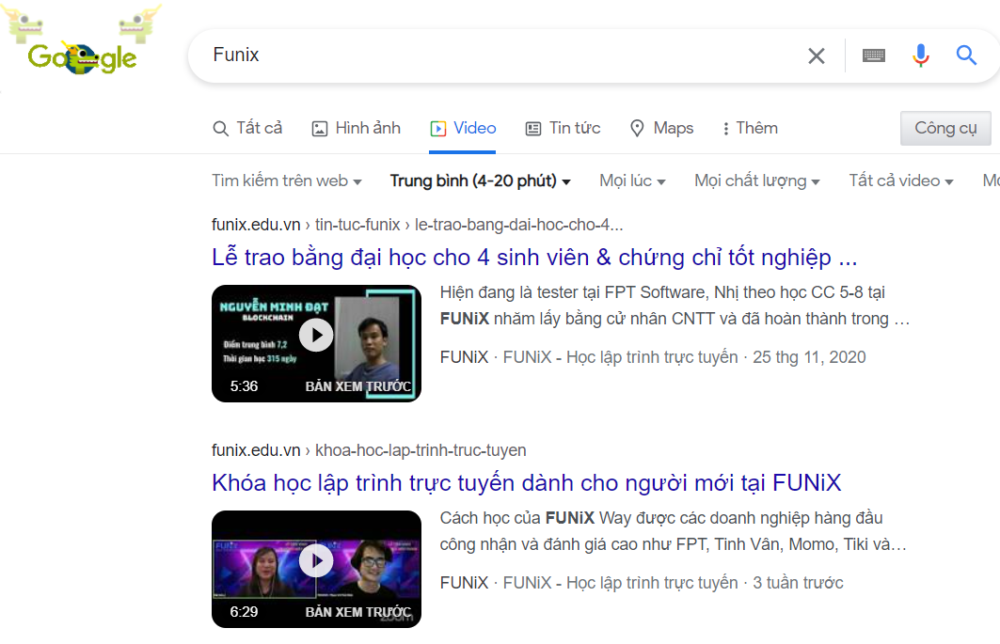 Google
Funix
Tất cả
Hình ảnh
Video
Tin tức
Maps
Thêm
Công cụ
Tìm kiếm trên web
Trung bình (4-20 phút)
Mọi lúc
Mọi chất lượng
Tất cả video
funix.edu.vn › tin-tuc-funix › le-trao-bang-dai-hoc-cho-4...
Lễ trao bằng đại học cho 4 sinh viên & chứng chỉ tốt nghiệp ...
NGUYỄN MINH ĐẠT
BLOCKCHAIN
Điểm trung bình 7,2
Thời gian học 315 ngày
5:36
BẢN XEM TRƯỚC
Hiện đang là tester tại FPT Software, Nhị theo học CC 5-8 tại
FUNiX nhăm lấy bằng cử nhân CNTT và đã hoàn thành trong ...
FUNiX · FUNiX - Học lập trình trực tuyến · 25 thg 11, 2020
funix.edu.vn › khoa-hoc-lap-trinh-truc-tuyen
Khóa học lập trình trực tuyến dành cho người mới tại FUNiX
FUNiX
6:29
BẢN XEM TRƯỚC
zoom
Cách học của FUNiX Way được các doanh nghiệp hàng đầu
công nhận và đánh giá cao như FPT, Tinh Vân, Momo, Tiki và...
FUNiX · FUNiX - Học lập trình trực tuyến · 3 tuần trước